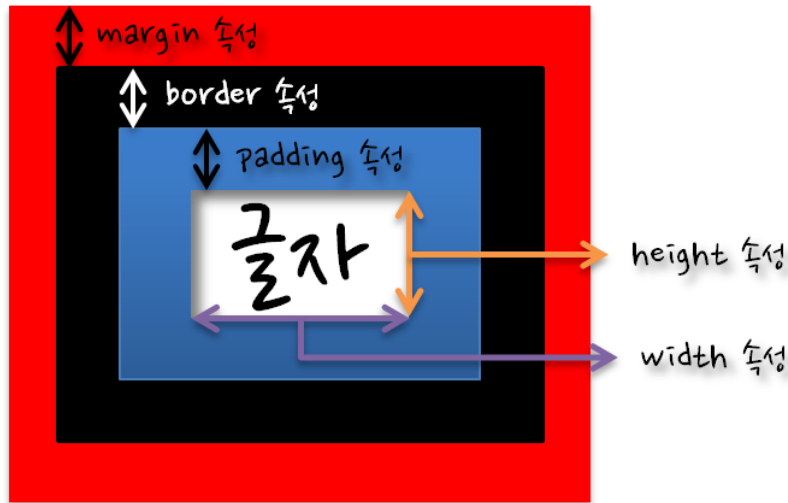 margin 속성
border 속성
padding 속성
글자
height 속성
width 속성